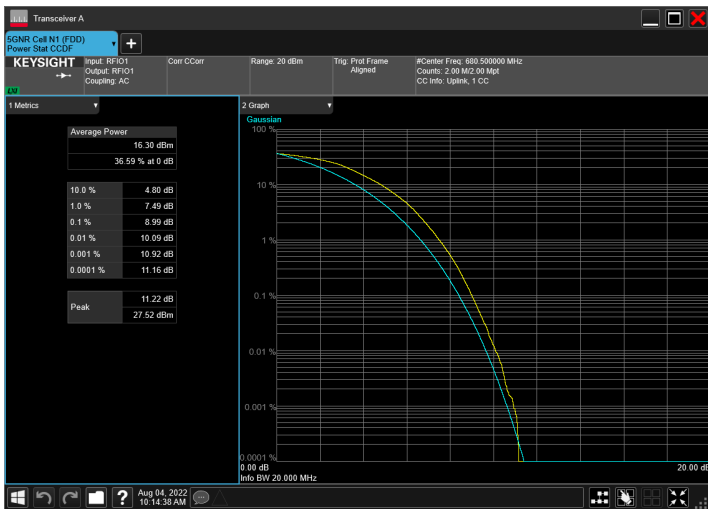 Transceiver A
5GNR Cell N1 (FDD)
Power Stat CCDF
+
KEYSIGHT
LXI
Input: RFIO1
Output: RFIO1
Coupling: AC
Corr CCorr
Range: 20 dBm
Trig: Prot Frame
Aligned
#Center Freq: 680.500000 MHz
Counts: 2.00 M/2.00 Mpt
CC Info: Uplink, 1 CC
1 Metrics
Average Power
16.30 dBm
36.59 % at 0 dB
10.0 % 4.80 dB
1.0 % 7.49 dB
0.1 % 8.99 dB
0.01 % 10.09 dB
0.001 % 10.92 dB
0.0001 % 11.16 dB
Peak
11.22 dB
27.52 dBm
2 Graph
Gaussian
100 %
10 %
1 %
0.1 %
0.01 %
0.001 %
0.0001 %
0.00 dB
20.00 dB
Info BW 20.000 MHz
?
Aug 04, 2022
10:14:38 AM